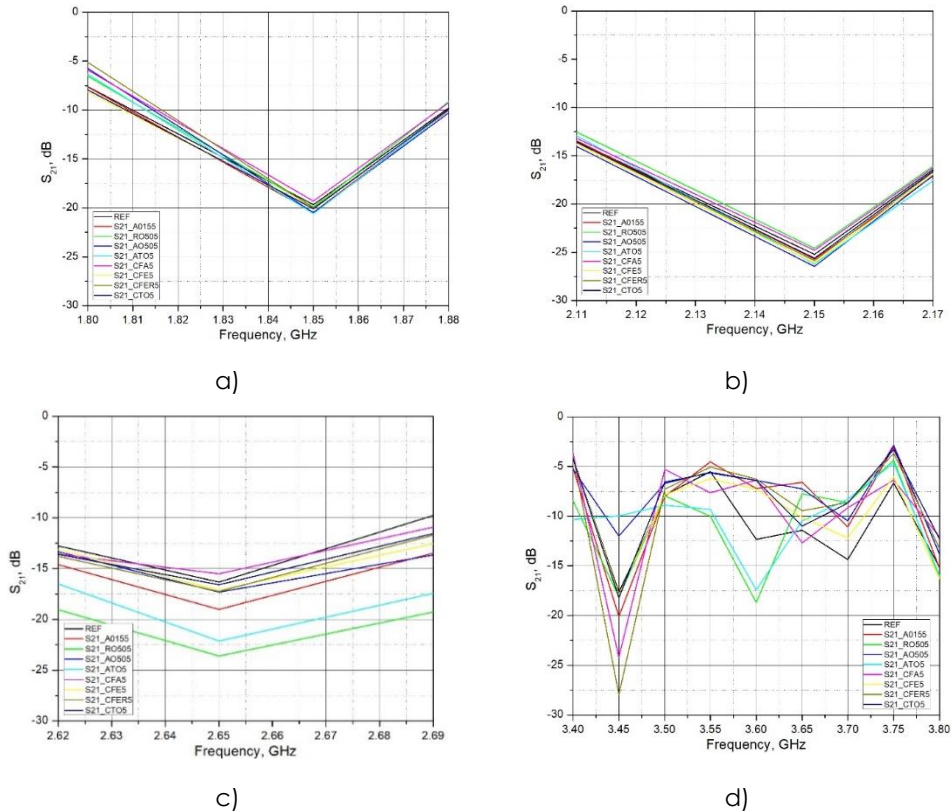 0
-5
-10
-15
-20
-25
-30
S21, dB
REF
S21_A0155
S21_RO505
S21_AO505
S21_ATO5
S21_CFA5
S21_CFE5
S21_CFER5
S21_CTO5
1.80 1.81 1.82 1.83 1.84 1.85 1.86 1.87 1.88
Frequency, GHz
a)
0
-5
-10
-15
-20
-25
-30
S21, dB
REF
S21_A0155
S21_RO505
S21_AO505
S21_ATO5
S21_CFA5
S21_CFE5
S21_CFER5
S21_CTO5
2.11 2.12 2.13 2.14 2.15 2.16 2.17
Frequency, GHz
b)
0
-5
-10
-15
-20
-25
-30
S21, dB
REF
S21_A0155
S21_RO505
S21_AO505
S21_ATO5
S21_CFA5
S21_CFE5
S21_CFER5
S21_CTO5
2.62 2.63 2.64 2.65 2.66 2.67 2.68 2.69
Frequency, GHz
c)
0
-5
-10
-15
-20
-25
-30
S21, dB
REF
S21_A0155
S21_RO505
S21_AO505
S21_ATO5
S21_CFA5
S21_CFE5
S21_CFER5
S21_CTO5
3.40 3.45 3.50 3.55 3.60 3.65 3.70 3.75 3.80
Frequency, GHz
d)